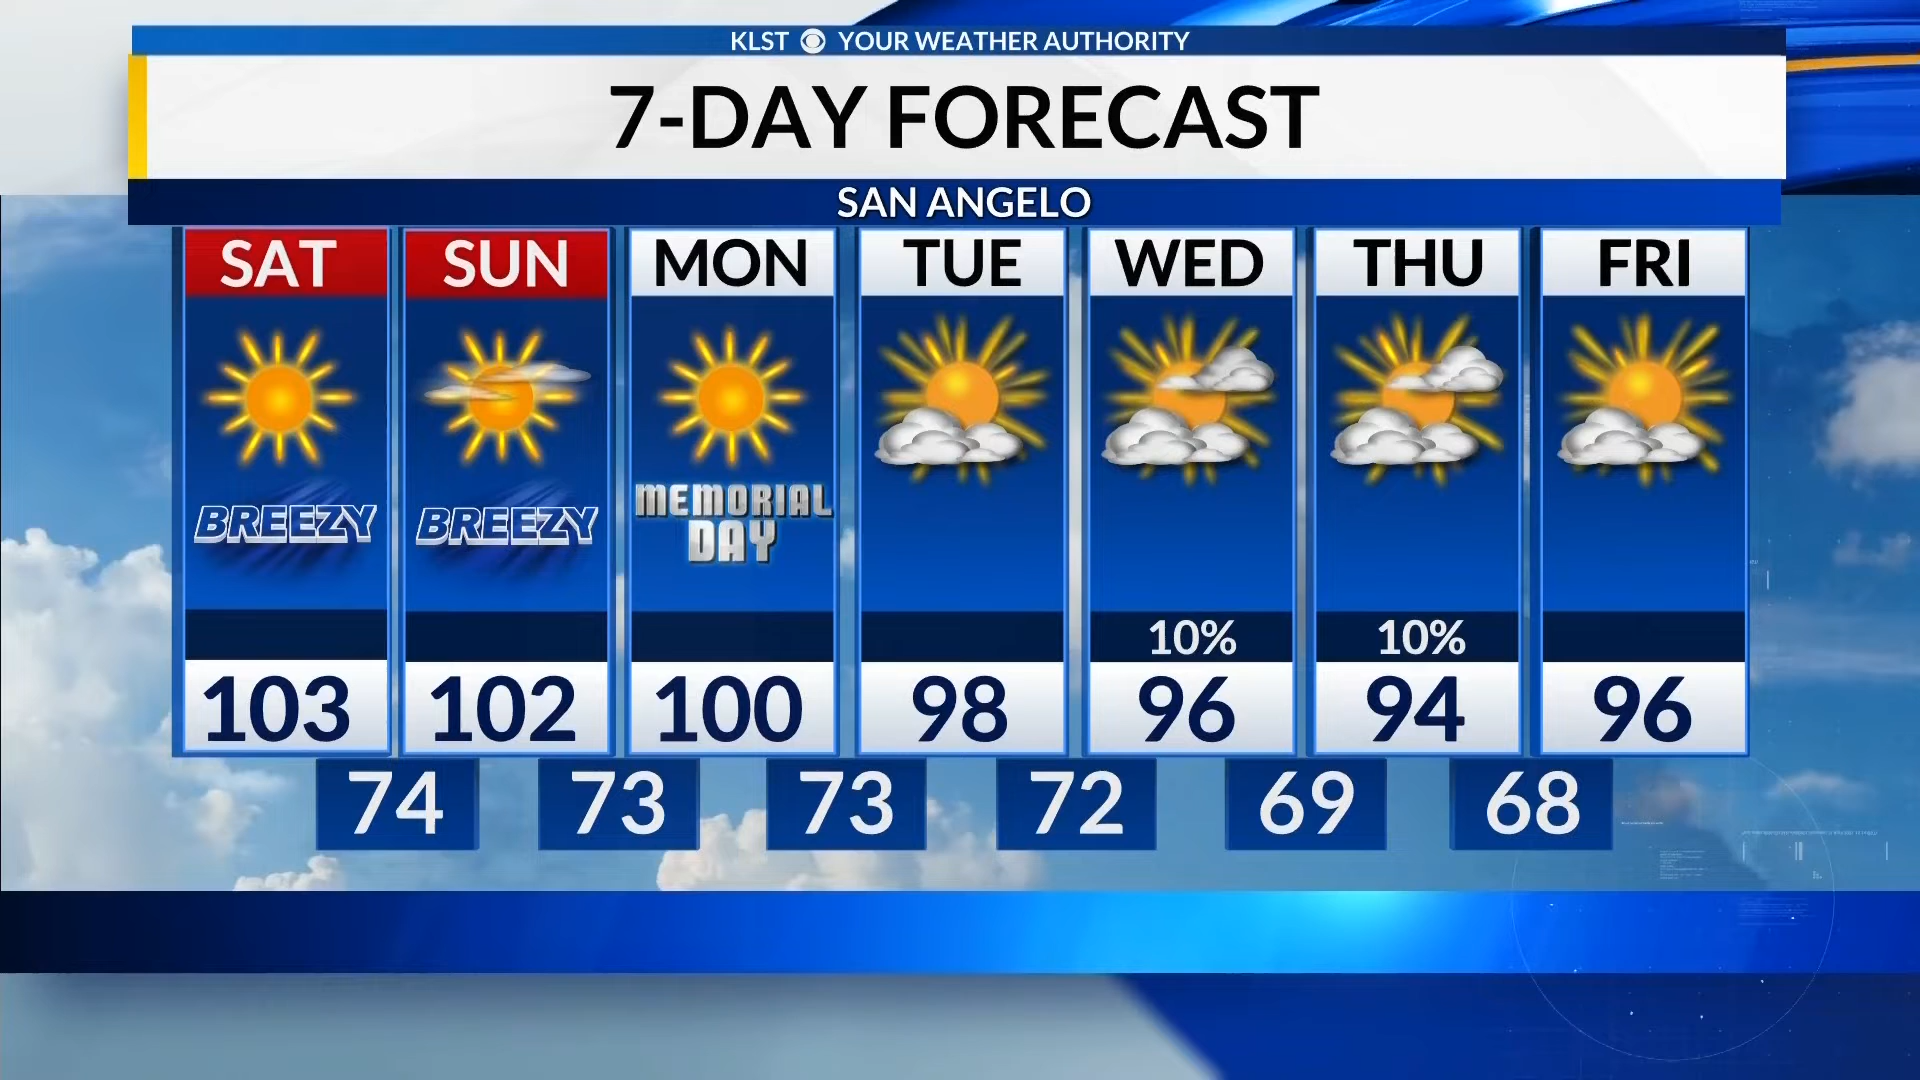 KLST YOUR WEATHER AUTHORITY
7-DAY FORECAST
SAN ANGELO
SAT SUN MON TUE WED THU FRI
BREEZY BREEZY MEMORIAL
DAY
10% 10%
103 102 100 98 96 94 96
74 73 73 72 69 68